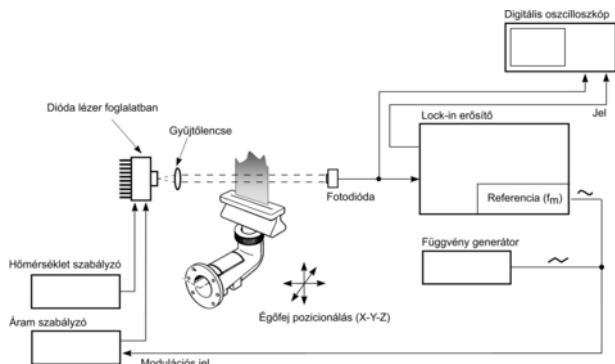 Digitális oszcilloszkóp
Dióda lézer foglalatban
Gyűjtőlencse
Lock-in erősítő
Jel
Fotodióda
Referencia (fm)
Hőmérséklet szabályzó
Függvény generátor
Égőfej pozicionálás (X-Y-Z)
Áram szabályzó
Modulációs jel